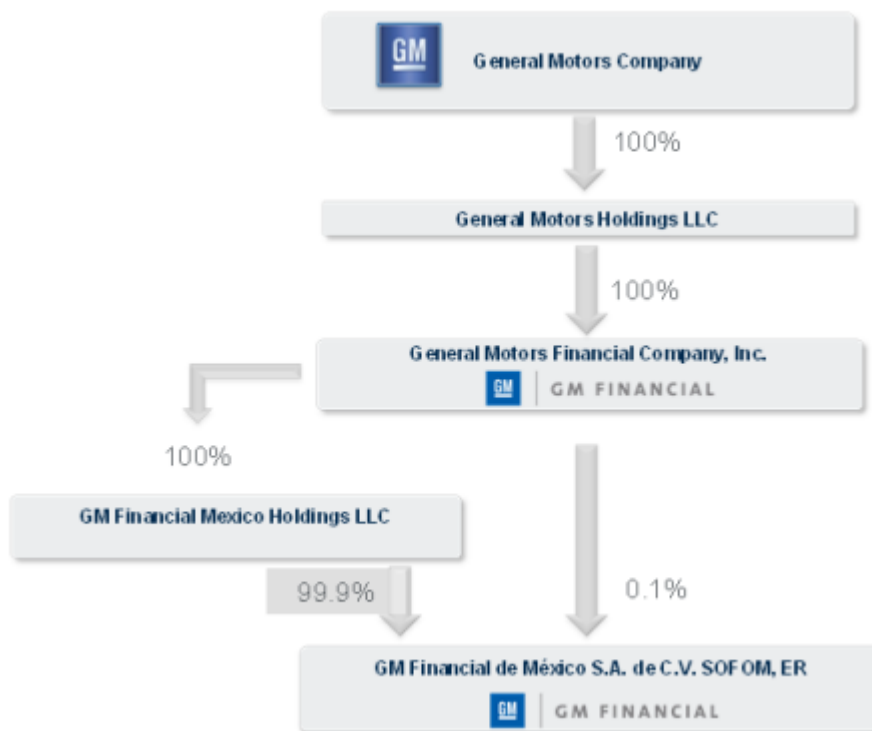 GM
General Motors Company
100%
General Motors Holdings LLC
100%
General Motors Financial Company, Inc.
GM GM FINANCIAL
100%
GM Financial Mexico Holdings LLC
99.9%
0.1%
GM Financial de México S.A. de C.V. SOFOM, ER
GM GM FINANCIAL